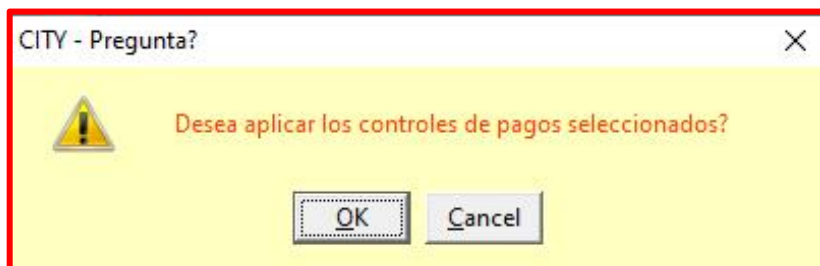 CITY - Pregunta?
Desea aplicar los controles de pagos seleccionados?
OK
Cancel